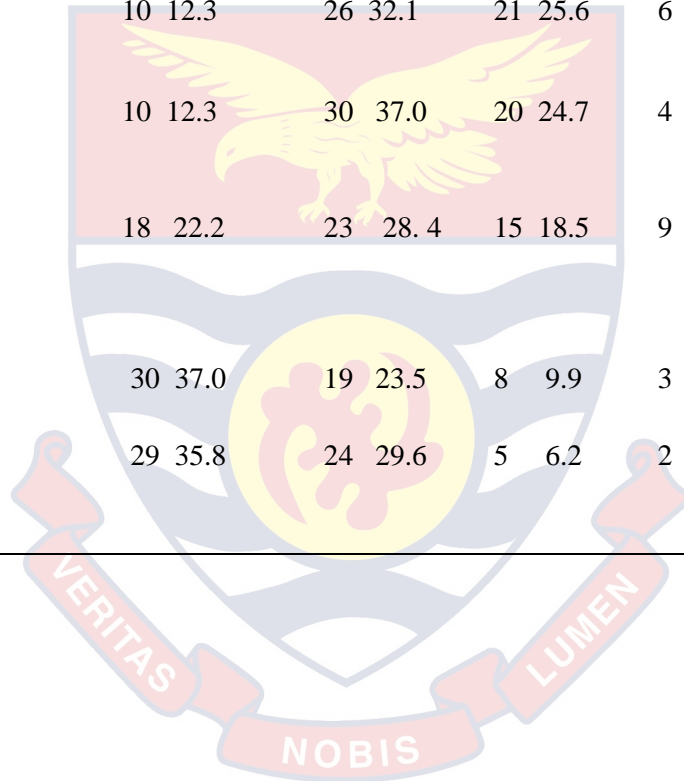 10 12.3 26 32.1 21 25.6 6
10 12.3 30 37.0 20 24.7 4
18 22.2 23 28. 4 15 18.5 9
30 37.0 19 23.5 8 9.9 3
29 35.8 24 29.6 5 6.2 2
VERITAS NOBIS LUMEN